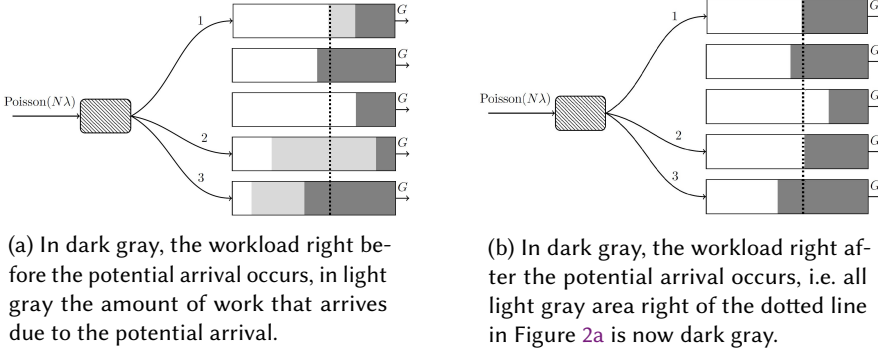 G
1
G
Poisson(Nλ)
G
2
G
3
G
(a) In dark gray, the workload right be-
fore the potential arrival occurs, in light
gray the amount of work that arrives
due to the potential arrival.
G
1
G
Poisson(Nλ)
G
2
G
3
G
(b) In dark gray, the workload right af-
ter the potential arrival occurs, i.e. all
light gray area right of the dotted line
in Figure 2a is now dark gray.